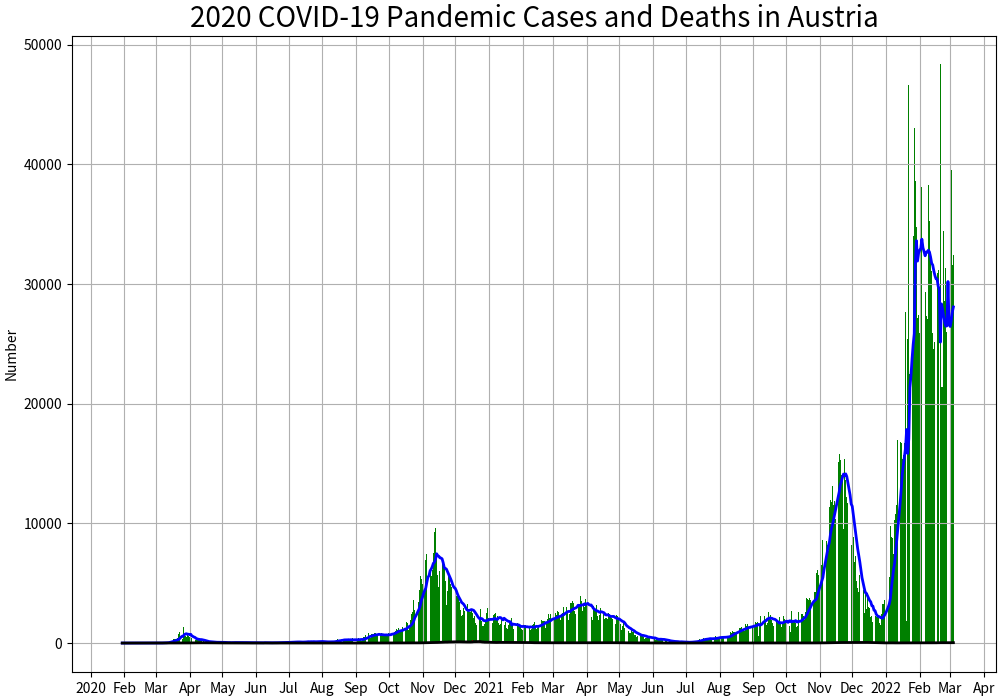 2020 COVID-19 Pandemic Cases and Deaths in Austria
50000
40000
30000
20000
10000
0
Number
2020 Feb Mar Apr May Jun Jul Aug Sep Oct Nov Dec 2021 Feb Mar Apr May Jun Jul Aug Sep Oct Nov Dec 2022 Feb Mar Apr